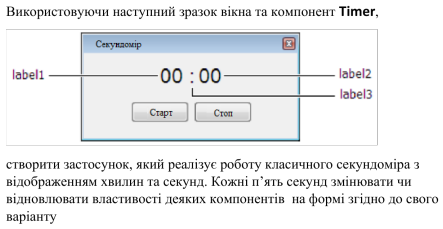 Використовуючи наступний зразок вікна та компонент Timer,
Секундомір
label1 00 : 00 label2
label3
Старт Стоп
створити застосунок, який реалізує роботу класичного секундоміра з
відображенням хвилин та секунд. Кожні п’ять секунд змінювати чи
відновлювати властивості деяких компонентів на формі згідно до свого
варіанту